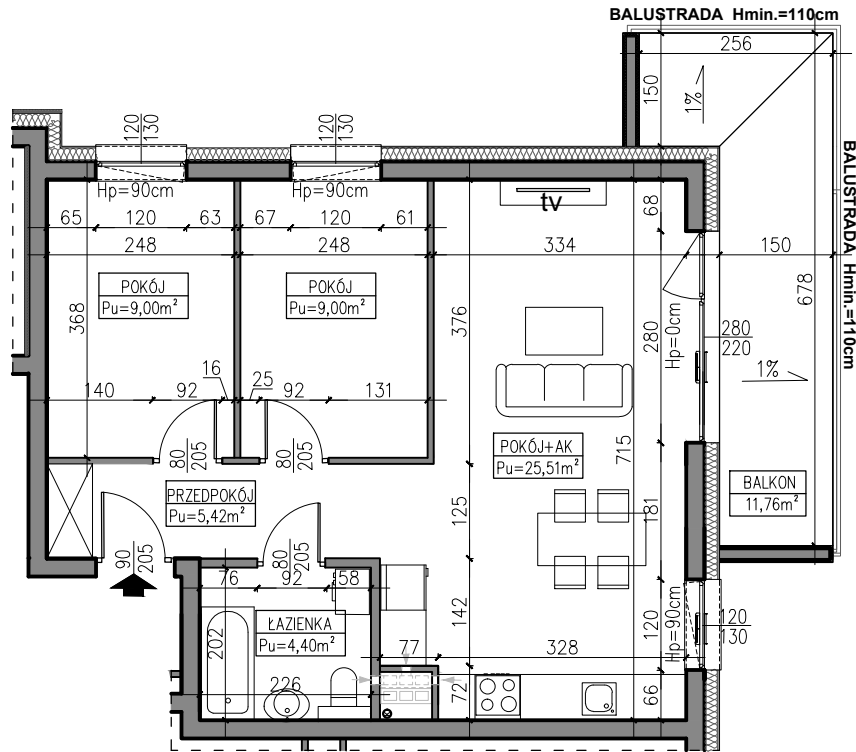 BALUSTRADA Hmin.=110cm
256
150
1%
120
130
120
130
Hp=90cm
Hp=90cm
tv
68
65
120
63
67
120
61
248
248
334
150
BALUSTRADA Hmin.=110cm
678
POKÓJ
Pu=9,00m²
POKÓJ
Pu=9,00m²
368
376
280
Hp=0cm
280
220
1%
16
25
140
92
92
131
POKÓJ+AK
Pu=25,51m²
715
80
205
80
205
BALKON
11,76m²
PRZEDPOKÓJ
Pu=5,42m²
125
181
90
205
80
205
76
92
58
142
120
Hp=90cm
120
130
ŁAZIENKA
Pu=4,40m²
202
77
328
226
72
66